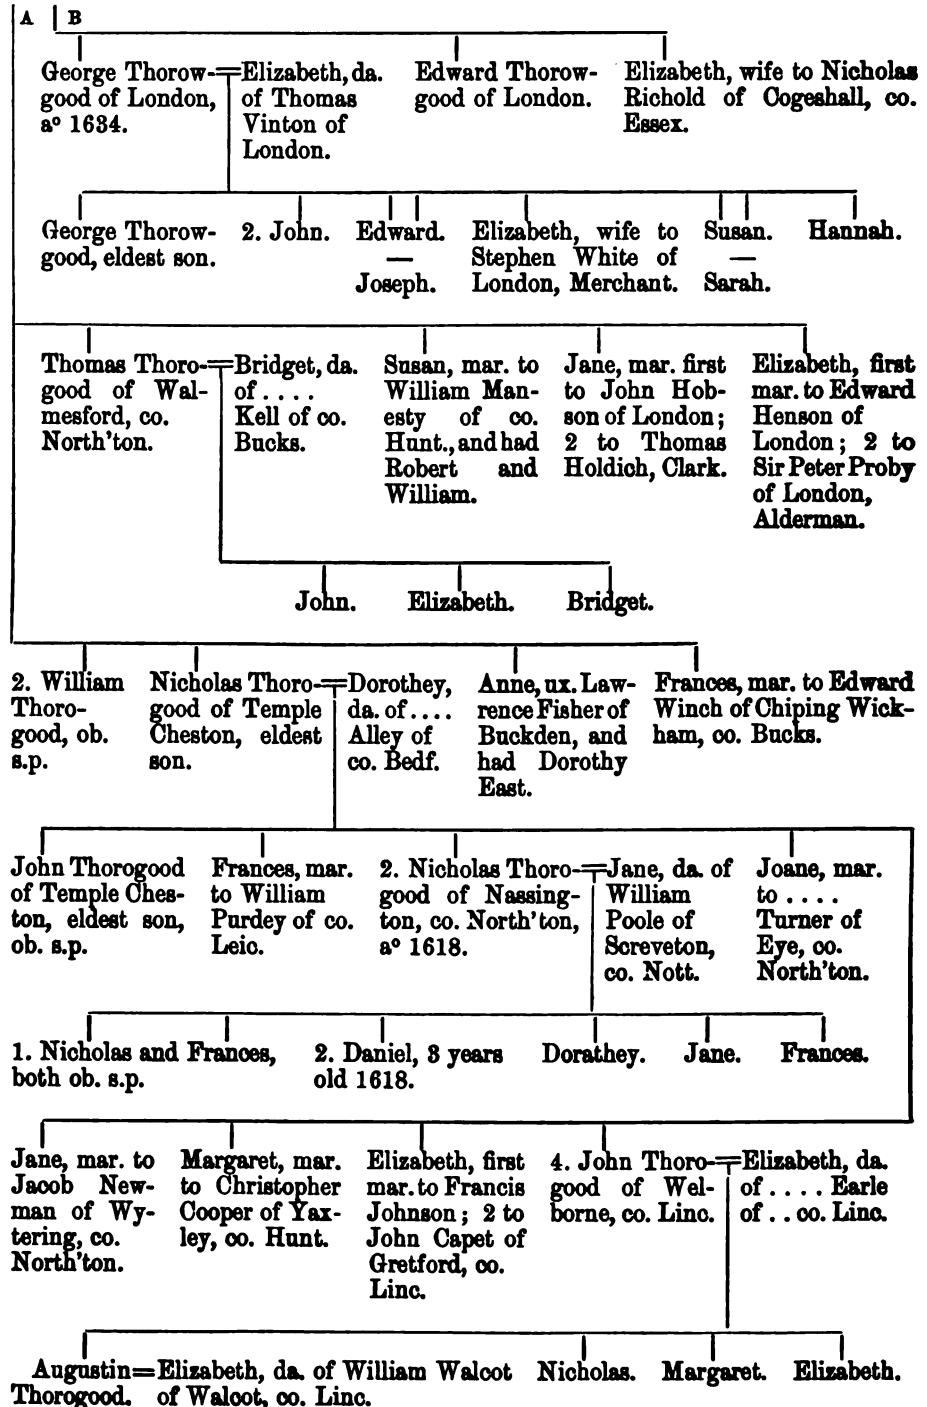 A B
George Thorow-
good of London,
aº 1634.
Elizabeth, da.
of Thomas
Vinton of
London.
Edward Thorow-
good of London.
Elizabeth, wife to Nicholas
Richold of Cogeshall, co.
Essex.
George Thorow-
good, eldest son.
2. John.
Edward.
—
Joseph.
Elizabeth, wife to
Stephen White of
London, Merchant.
Susan.
—
Sarah.
Hannah.
Thomas Thoro-
good of Wal-
mesford, co.
North'ton.
Bridget, da.
of ....
Kell of co.
Bucks.
Susan, mar. to
William Man-
esty of co.
Hunt., and had
Robert and
William.
Jane, mar. first
to John Hob-
son of London;
2 to Thomas
Holdich, Clark.
Elizabeth, first
mar. to Edward
Henson of
London; 2 to
Sir Peter Proby
of London,
Alderman.
John.
Elizabeth.
Bridget.
2. William
Thoro-
good, ob.
s.p.
Nicholas Thoro-
good of Temple
Cheston, eldest
son.
Dorothey,
da. of ....
Alley of
co. Bedf.
Anne, ux. Law-
rence Fisher of
Buckden, and
had Dorothy
East.
Frances, mar. to Edward
Winch of Chiping Wick-
ham, co. Bucks.
John Thorogood
of Temple Ches-
ton, eldest son,
ob. s.p.
Frances, mar.
to William
Purdey of co.
Leic.
2. Nicholas Thoro-
good of Nassing-
ton, co. North'ton,
aº 1618.
Jane, da. of
William
Poole of
Screveton,
co. Nott.
Joane, mar.
to ....
Turner of
Eye, co.
North'ton.
1. Nicholas and Frances,
both ob. s.p.
2. Daniel, 3 years
old 1618.
Dorathey.
Jane.
Frances.
Jane, mar. to
Jacob New-
man of Wy-
tering, co.
North'ton.
Margaret, mar.
to Christopher
Cooper of Yax-
ley, co. Hunt.
Elizabeth, first
mar. to Francis
Johnson; 2 to
John Capet of
Gretford, co.
Linc.
4. John Thoro-
good of Wel-
borne, co. Linc.
Elizabeth, da.
of .... Earle
of .. co. Linc.
Augustin
Thorogood.
=
Elizabeth, da. of William Walcot
of Walcot, co. Linc.
Nicholas.
Margaret.
Elizabeth.